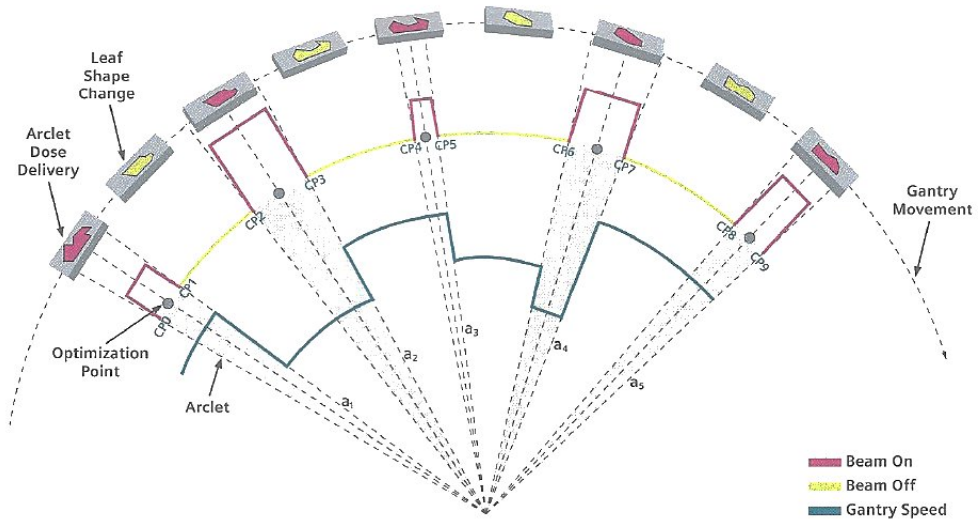 Leaf
Shape
Change
Arclet
Dose
Delivery
CP0
CP1
CP2
CP3
CP4
CP5
CP6
CP7
CP8
CP9
Gantry
Movement
Optimization
Point
Arclet
a1
a2
a3
a4
a5
Beam On
Beam Off
Gantry Speed